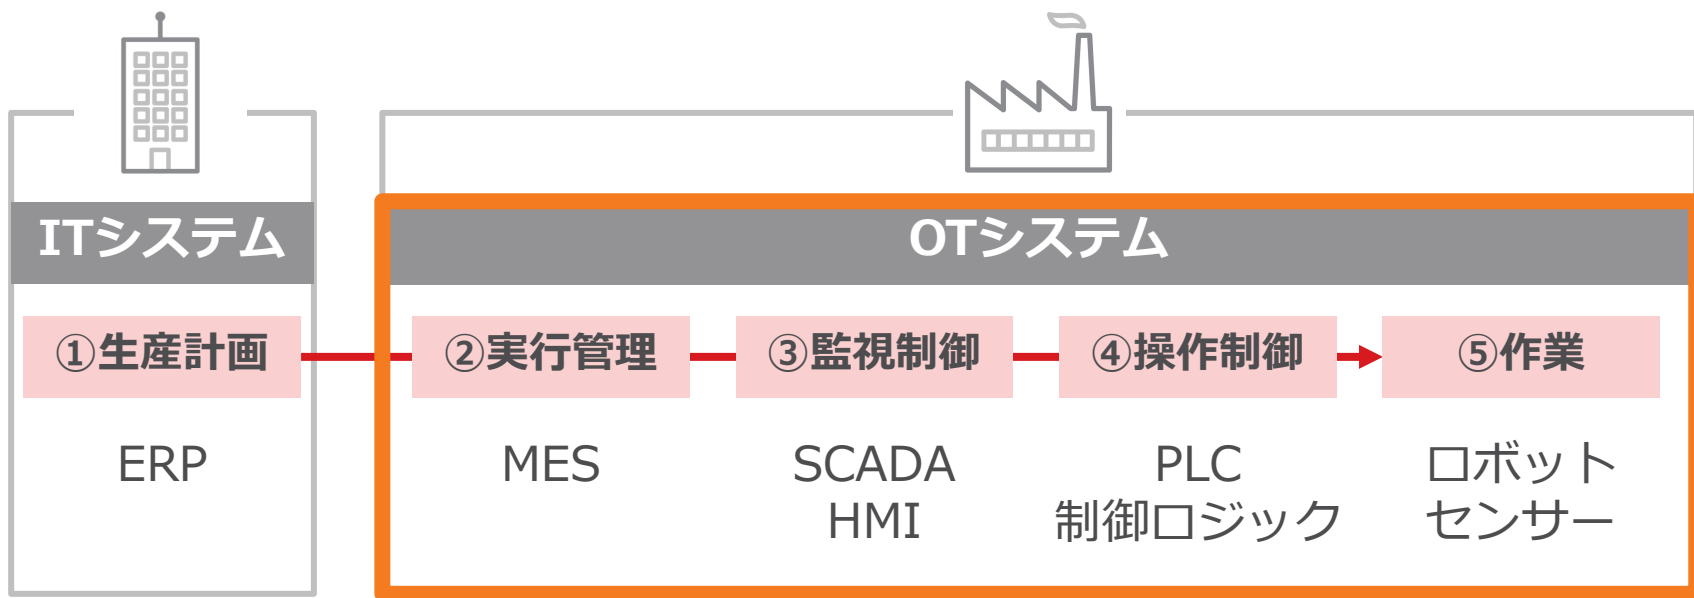 ITシステム
OTシステム
①生産計画
②実行管理
③監視制御
④操作制御
⑤作業
ERP
MES
SCADA
HMI
PLC
制御ロジック
ロボット
センサー